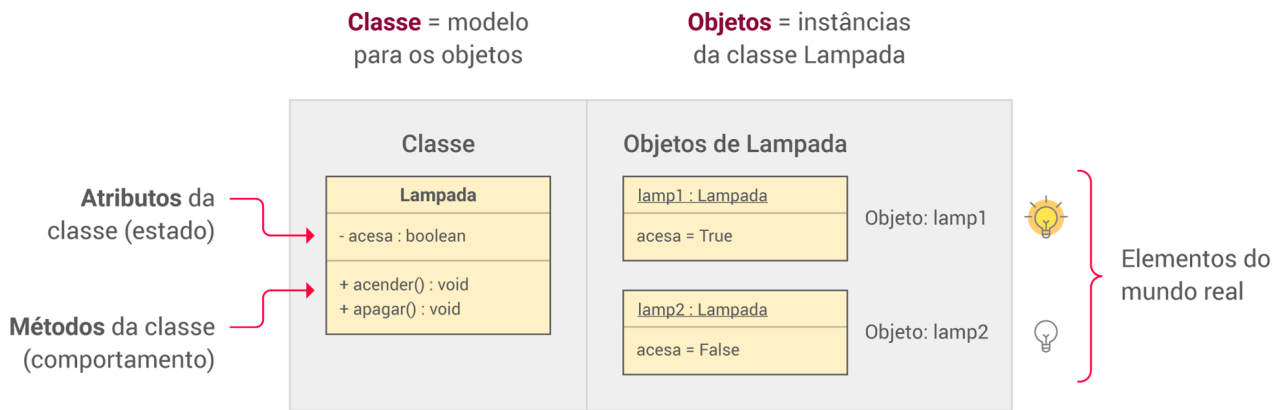 Classe = modelo
para os objetos
Objetos = instâncias
da classe Lampada
Classe
Objetos de Lampada
Atributos da
classe (estado)
Métodos da classe
(comportamento)
Lampada
- acesa : boolean
+ acender() : void
+ apagar() : void
lamp1 : Lampada
acesa = True
Objeto: lamp1
lamp2 : Lampada
acesa = False
Objeto: lamp2
Elementos do
mundo real